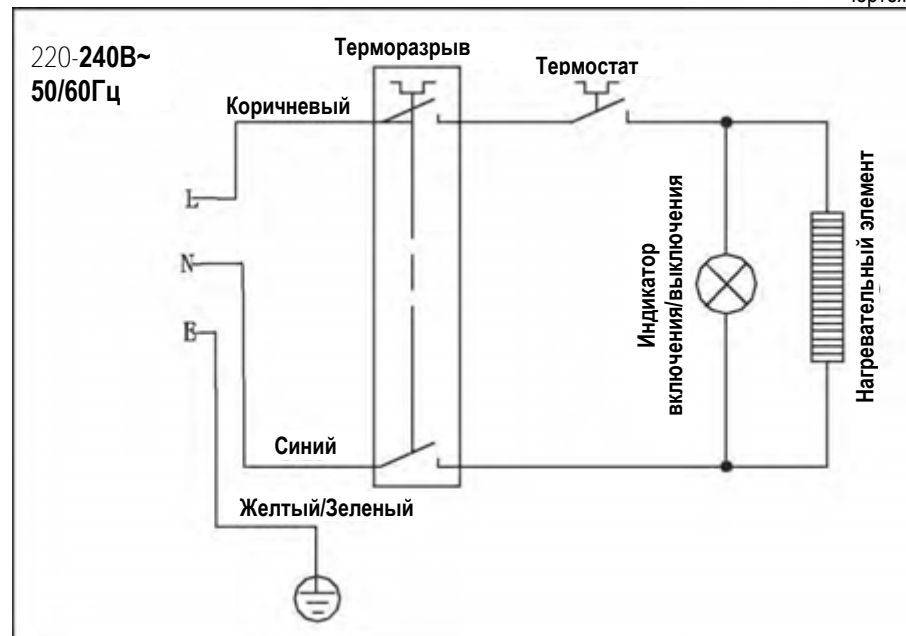 220-240В~
50/60Гц
Терморазрыв
Термостат
Коричневый
L
N
E
Синий
Желтый/Зеленый
Индикатор
включения/выключения
Нагревательный элемент